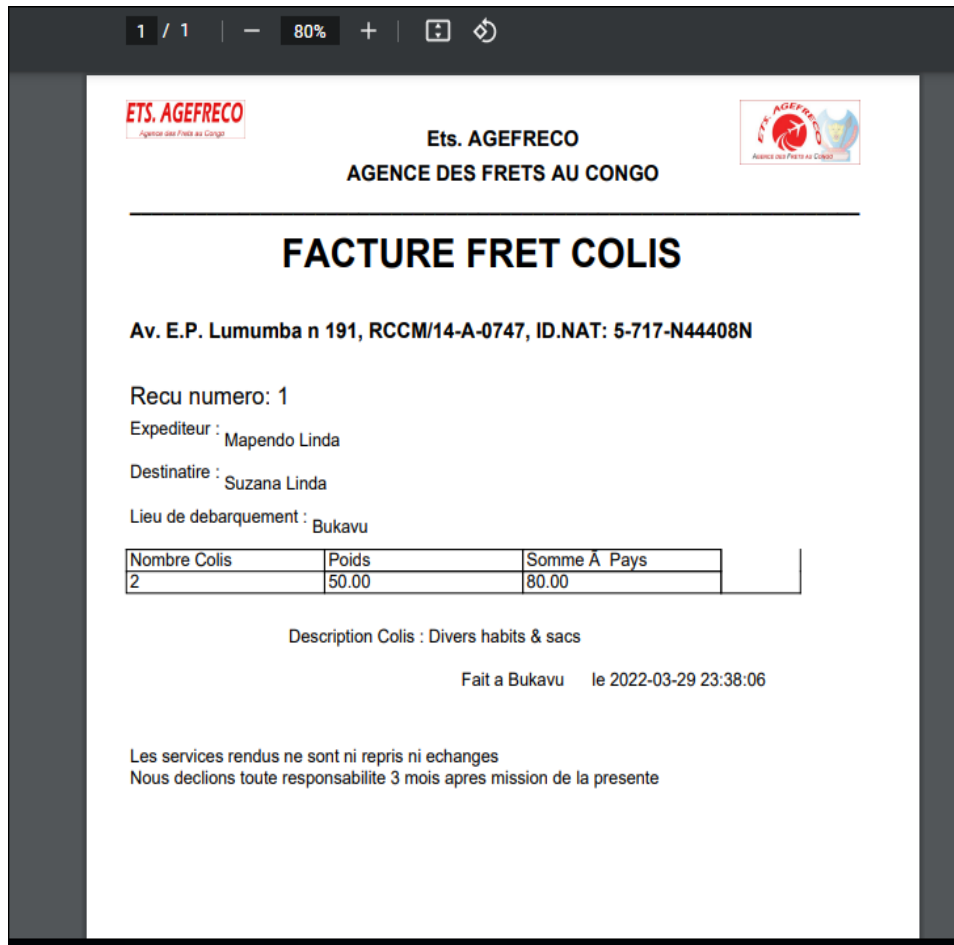 1 / 1 80%
ETS. AGEFRECO
Agence des Frets au Congo
ETS. AGEFRECO
AGENCE DES FRETS AU CONGO
Ets. AGEFRECO
AGENCE DES FRETS AU CONGO
FACTURE FRET COLIS
Av. E.P. Lumumba n 191, RCCM/14-A-0747, ID.NAT: 5-717-N44408N
Recu numero: 1
Expediteur : Mapendo Linda
Destinatire : Suzana Linda
Lieu de debarquement : Bukavu
Nombre Colis Poids Somme Ã Pays
2 50.00 80.00
Description Colis : Divers habits & sacs
Fait a Bukavu le 2022-03-29 23:38:06
Les services rendus ne sont ni repris ni echanges
Nous declions toute responsabilite 3 mois apres mission de la presente